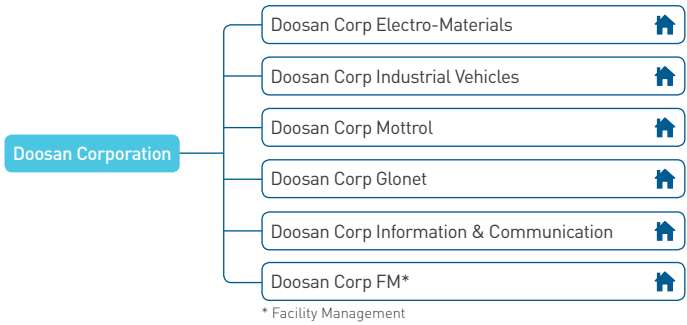 Doosan Corp Electro-Materials
Doosan Corp Industrial Vehicles
Doosan Corp Mottrol
Doosan Corporation
Doosan Corp Glonet
Doosan Corp Information & Communication
Doosan Corp FM*
* Facility Management